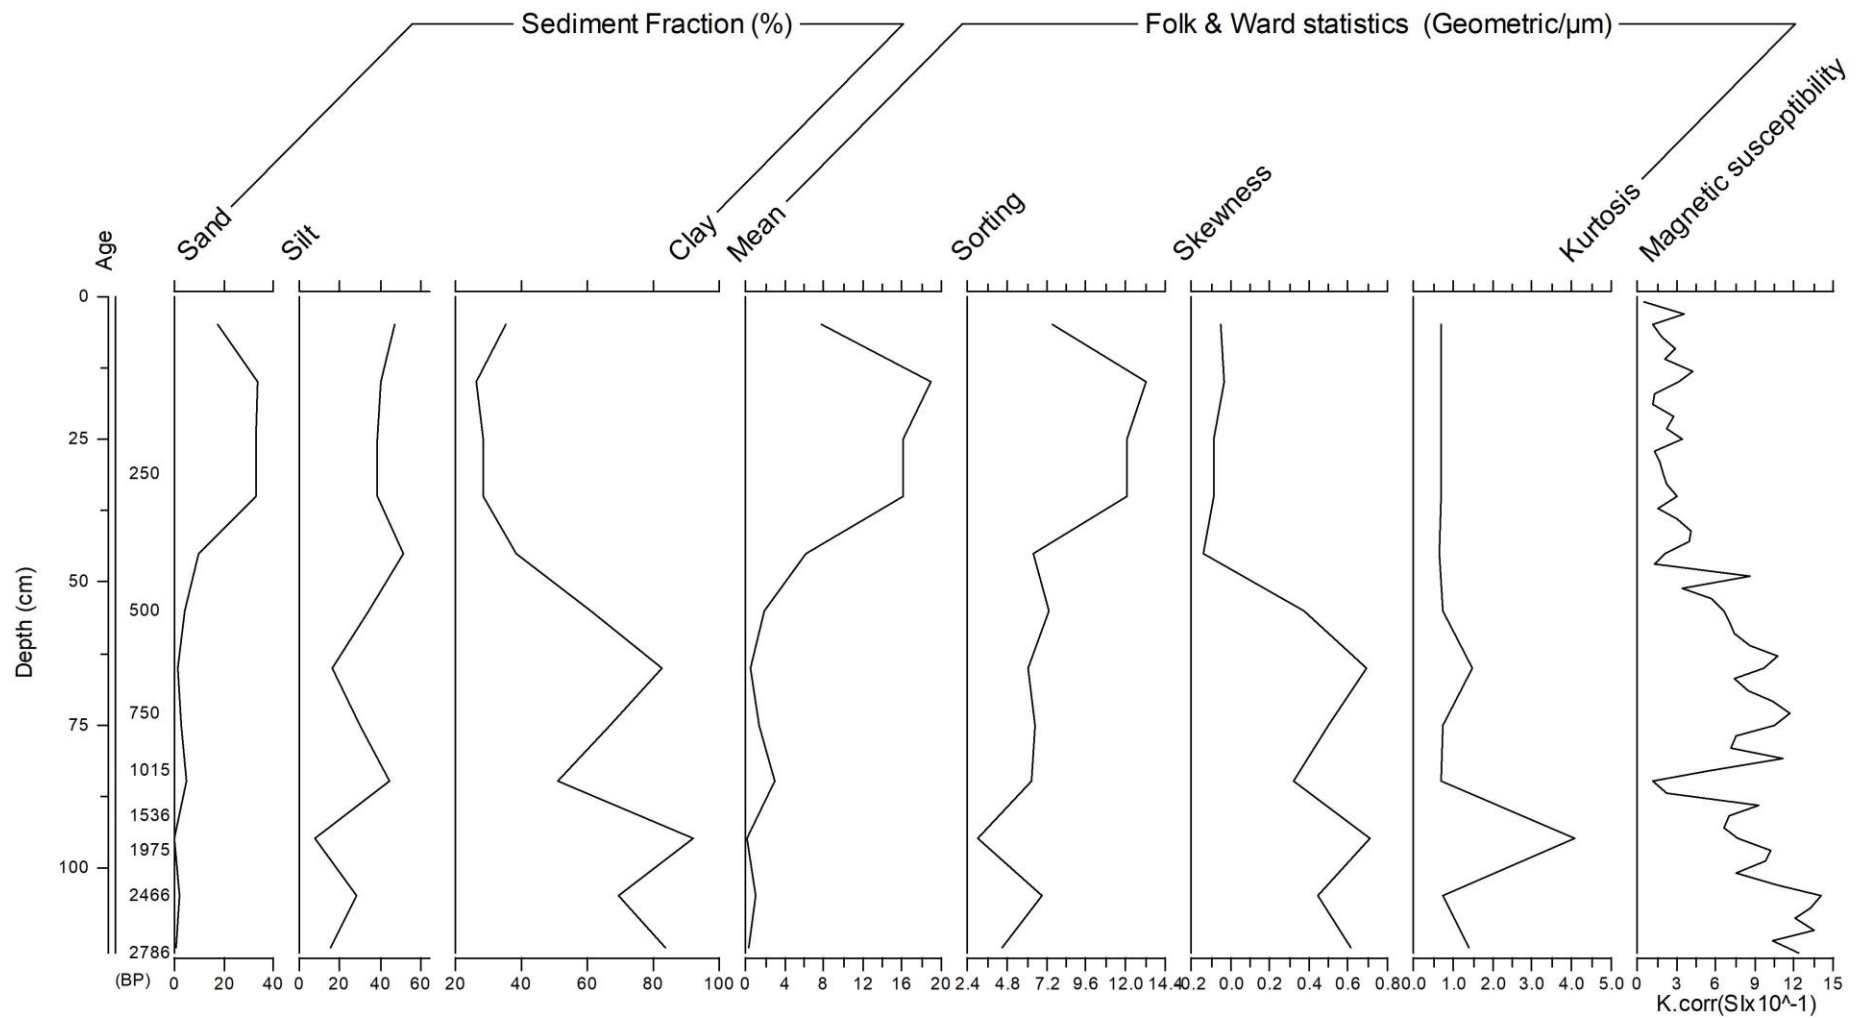 Sediment Fraction (%)
Folk & Ward statistics (Geometric/µm)
Age
Sand
Silt
Clay
Mean
Sorting
Skewness
Kurtosis
Magnetic susceptibility
Depth (cm)
0
25
50
75
100
250
500
750
1015
1536
1975
2466
2786
(BP)
0 20 40
0 20 40 60
20 40 60 80 100
0 4 8 12 16 20
2.4 4.8 7.2 9.6 12.0 14.4
-0.2 0.0 0.2 0.4 0.6 0.8
0.0 1.0 2.0 3.0 4.0 5.0
0 3 6 9 12 15
K.corr(SIx10^-1)